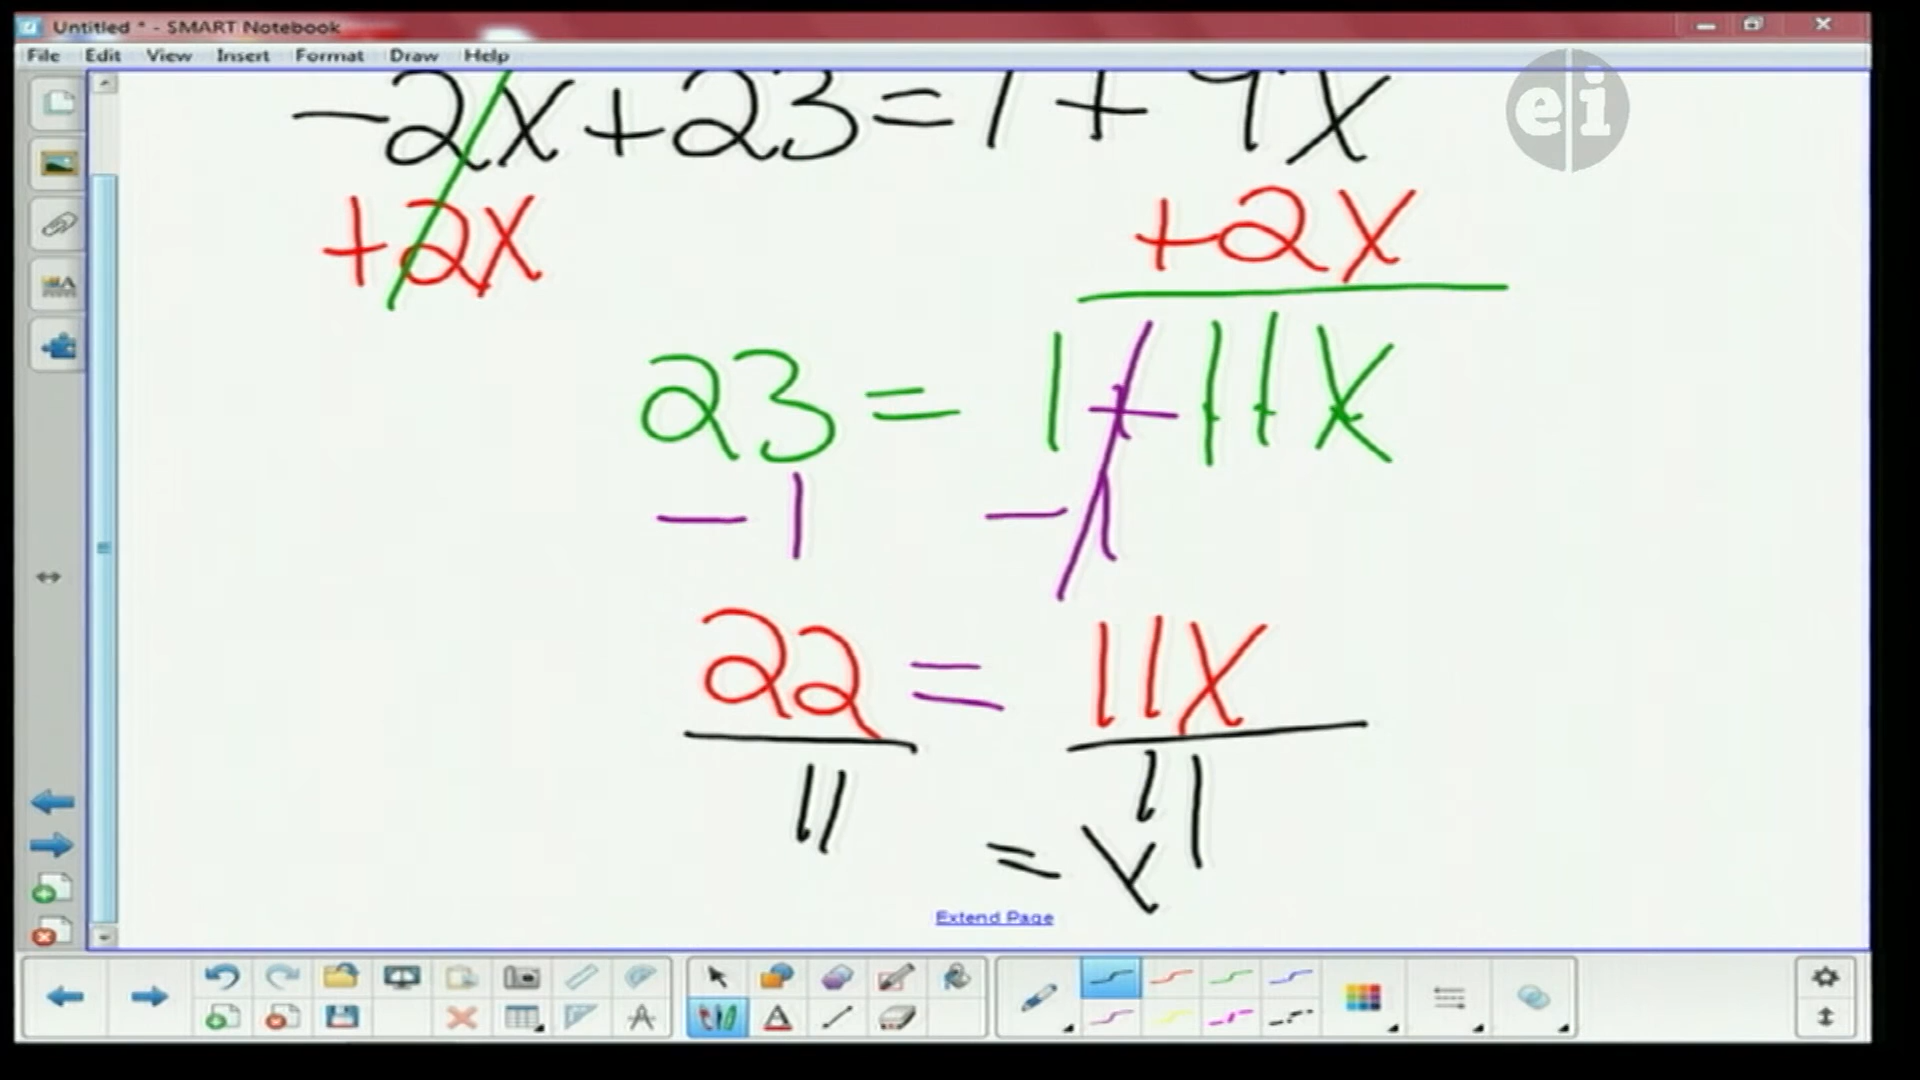 Untitled * - SMART Notebook
File Edit View Insert Format Draw Help
ei
-2x+23=1+9x
+2x +2x
23=1+11x
-1 -1
22=11x
11 11
=x
Extend Page
A